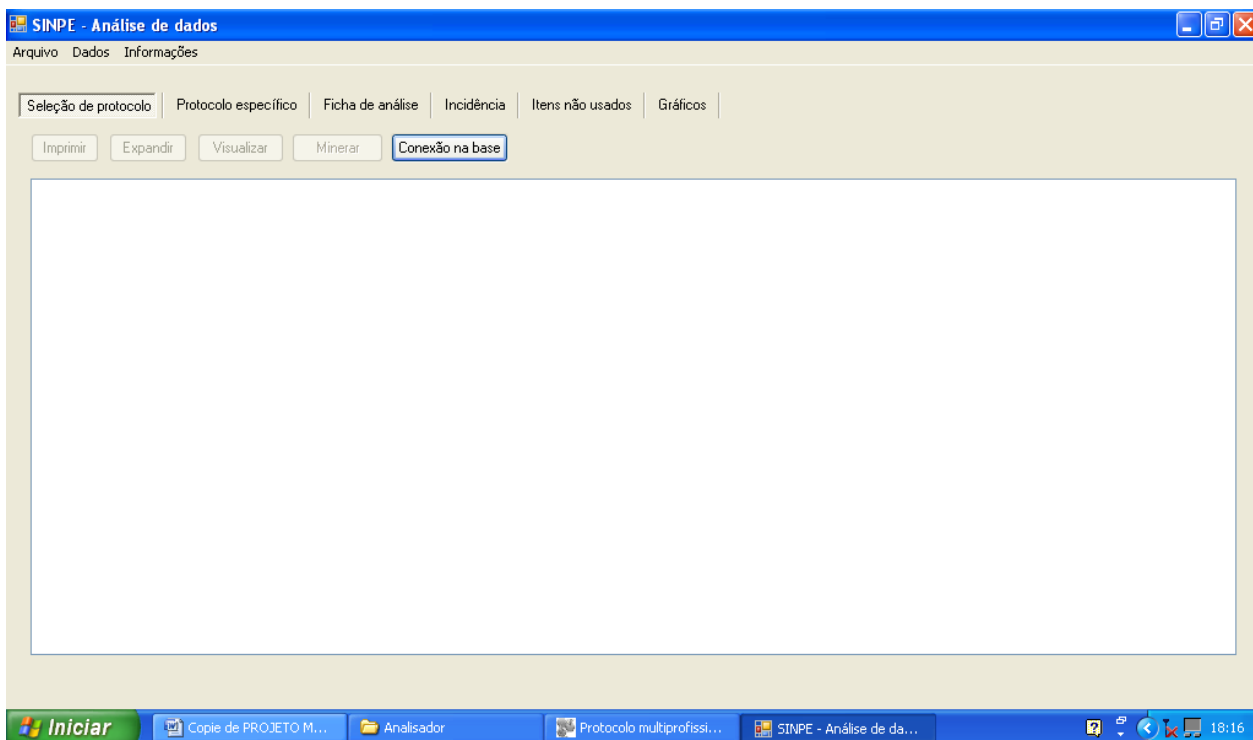 SINPE - Análise de dados
Arquivo Dados Informações
Seleção de protocolo Protocolo específico Ficha de análise Incidência Itens não usados Gráficos
Imprimir Expandir Visualizar Minerar Conexão na base
Iniciar Copie de PROJETO M... Analisador Protocolo multiprofissi... SINPE - Análise de da... 18:16